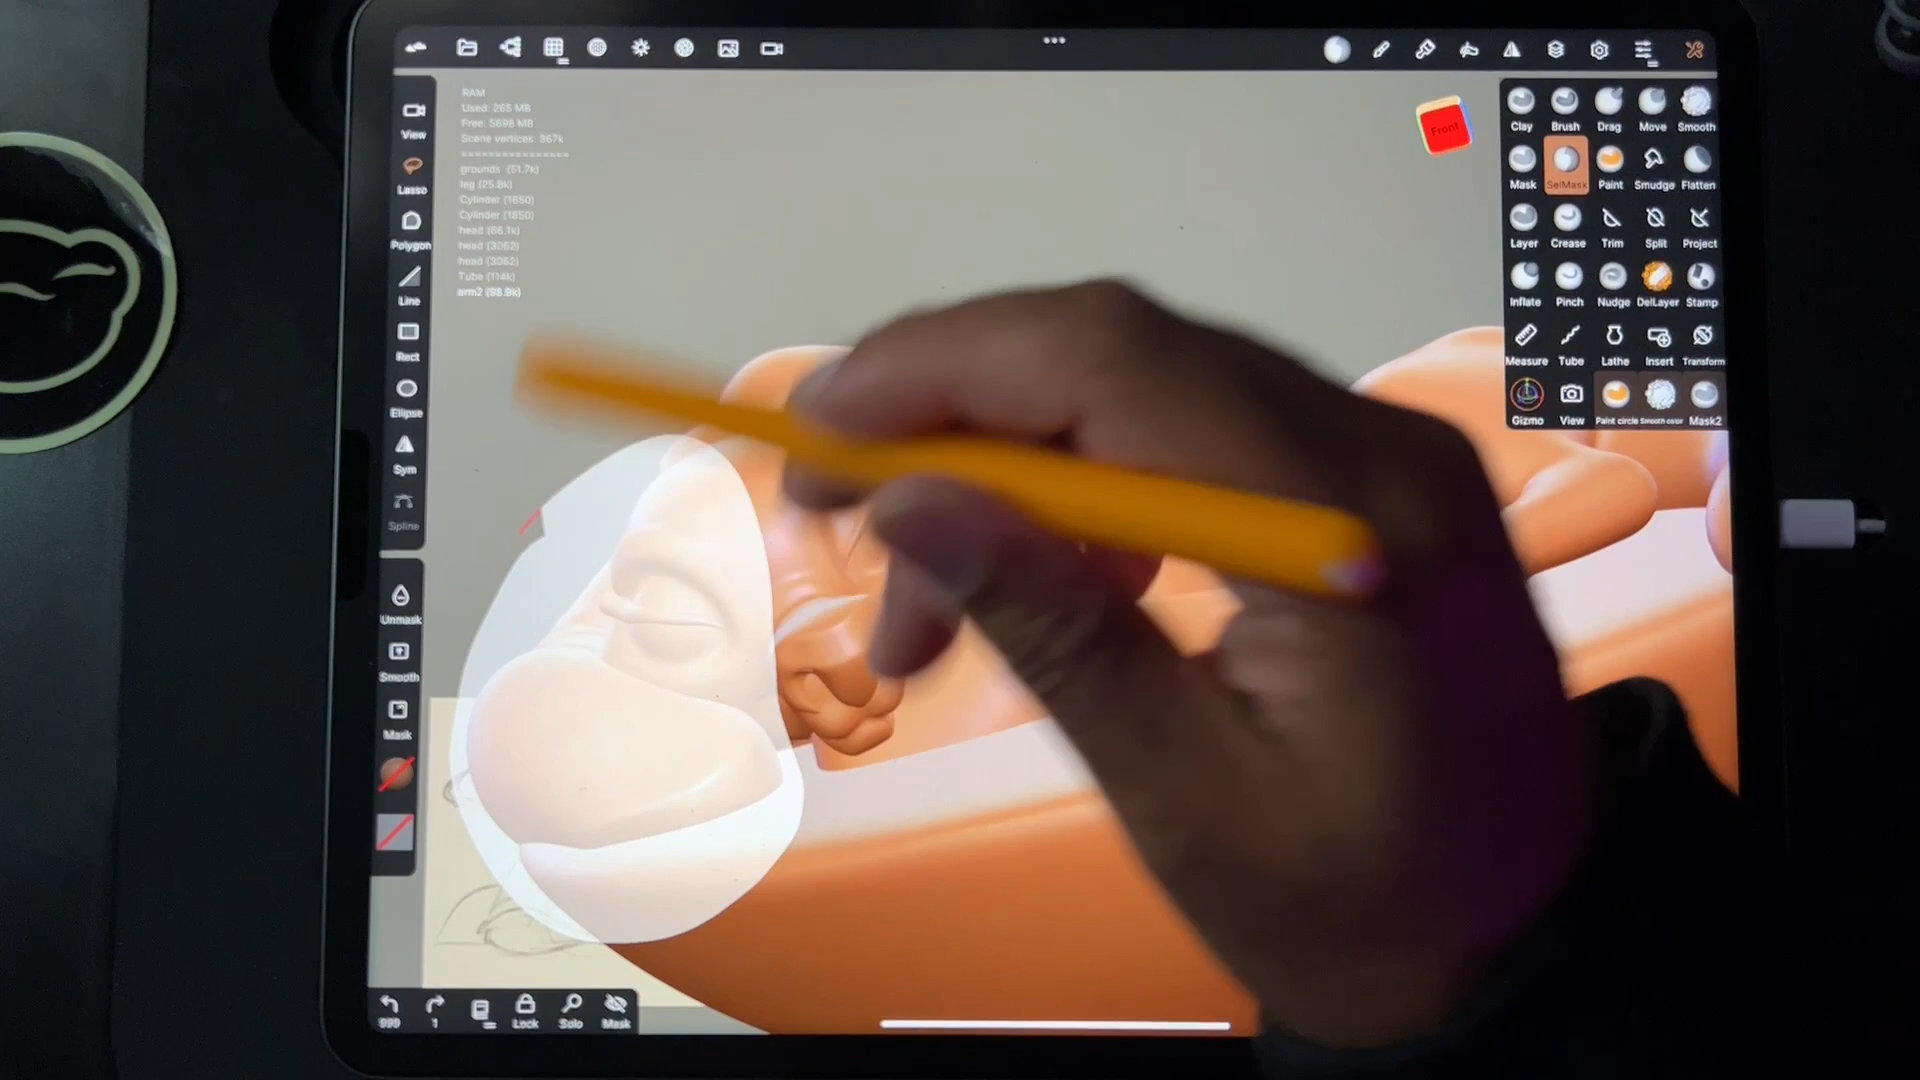 RAM
Used: 265 MB
Free: 5698 MB
Scene vertices: 367k
================
grounds (51.7k)
leg (25.8k)
Cylinder (1850)
Cylinder (1850)
head (66.1k)
head (3062)
head (3062)
Tube (114k)
arm2 (98.9k)
Front
View
Lasso
Polygon
Line
Rect
Ellipse
Sym
Spline
Unmask
Smooth
Mask
Clay Brush Drag Move Smooth
Mask SelMask Paint Smudge Flatten
Layer Crease Trim Split Project
Inflate Pinch Nudge DelLayer Stamp
Measure Tube Lathe Insert Transform
Gizmo View Paint circle Smooth color Mask2
999 1 Lock Solo Mask